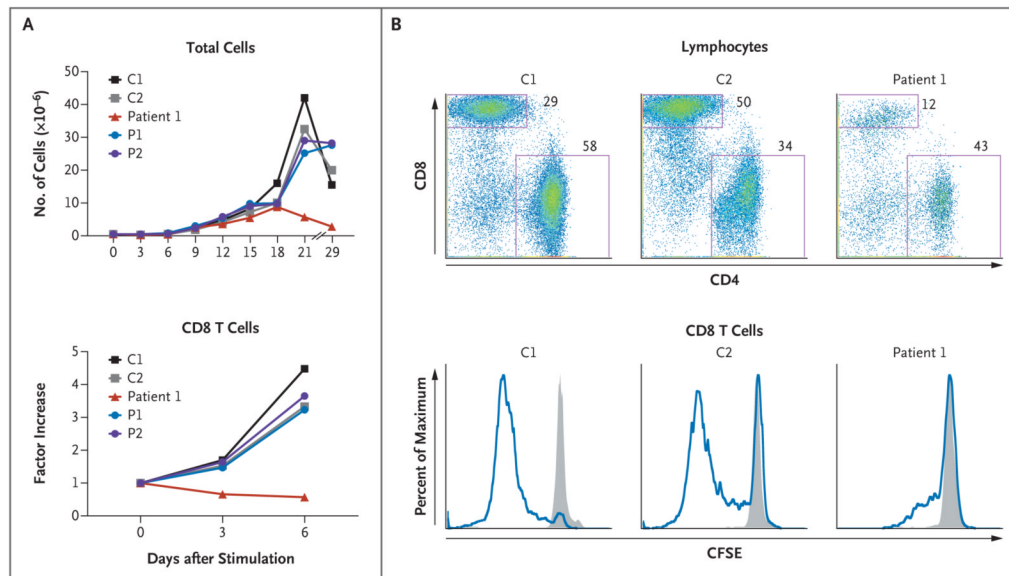 A
Total Cells
No. of Cells (×10⁻⁶)
50
40
30
20
10
0
C1
C2
Patient 1
P1
P2
0 3 6 9 12 15 18 21 29
CD8 T Cells
Factor Increase
5
4
3
2
1
0
C1
C2
Patient 1
P1
P2
0 3 6
Days after Stimulation
B
Lymphocytes
C1 C2 Patient 1
CD8
29 50 12
58 34 43
CD4
CD8 T Cells
C1 C2 Patient 1
Percent of Maximum
CFSE